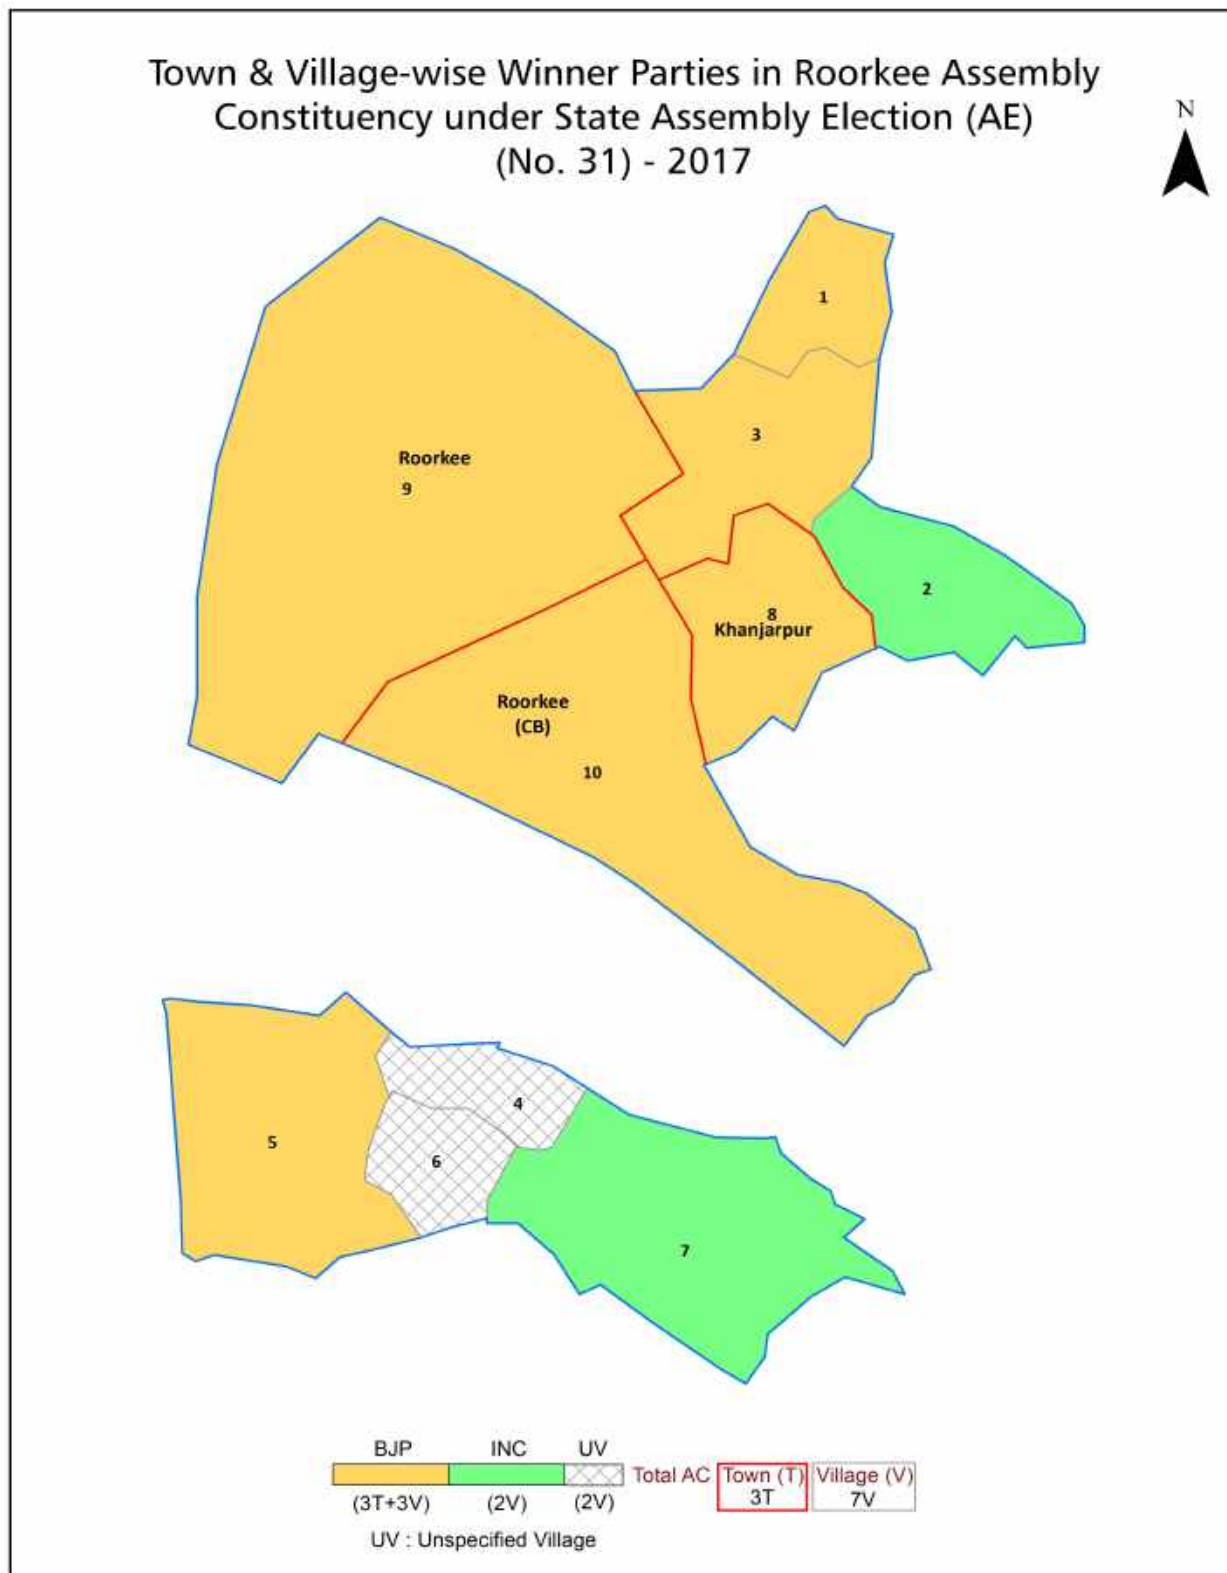 Town & Village-wise Winner Parties in Roorkee Assembly
Constituency under State Assembly Election (AE)
(No. 31) - 2017
N
1
3
Roorkee
9
2
8
Khanjarpur
Roorkee
(CB)
10
4
5
6
7
BJP INC UV
Total AC Town (T) Village (V)
3T 7V
(3T+3V) (2V) (2V)
UV : Unspecified Village